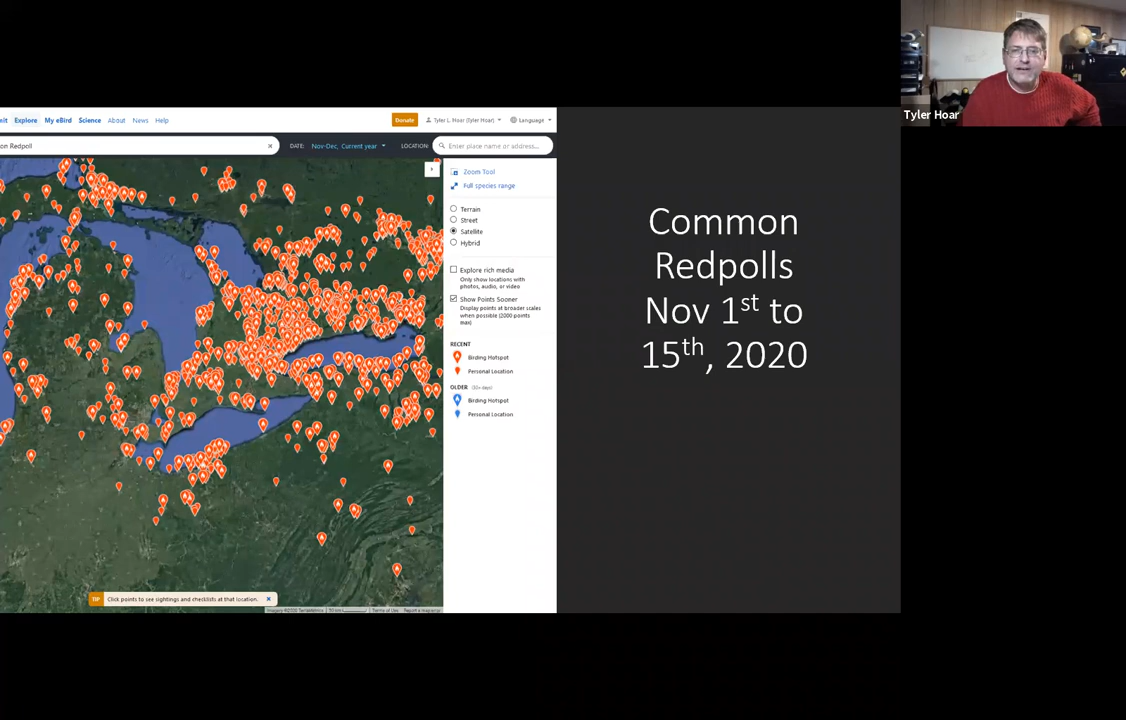 Tyler Hoar
Explore My eBird Science About News Help
Donate
Tyler L. Hoar (Tyler Hoar)
Language
on Redpoll
×
DATE: Nov-Dec, Current year
LOCATION:
Enter place name or address...
Zoom Tool
Full species range
Terrain
Street
Satellite
Hybrid
Explore rich media
Only show locations with
photos, audio, or video
Show Points Sooner
Display points at broader scales
when possible (2000 points
max)
RECENT
Birding Hotspot
Personal Location
OLDER
Birding Hotspot
Personal Location
TIP Click points to see sightings and checklists at that location. ×
Terms of Use
Common
Redpolls
Nov 1st to
15th, 2020